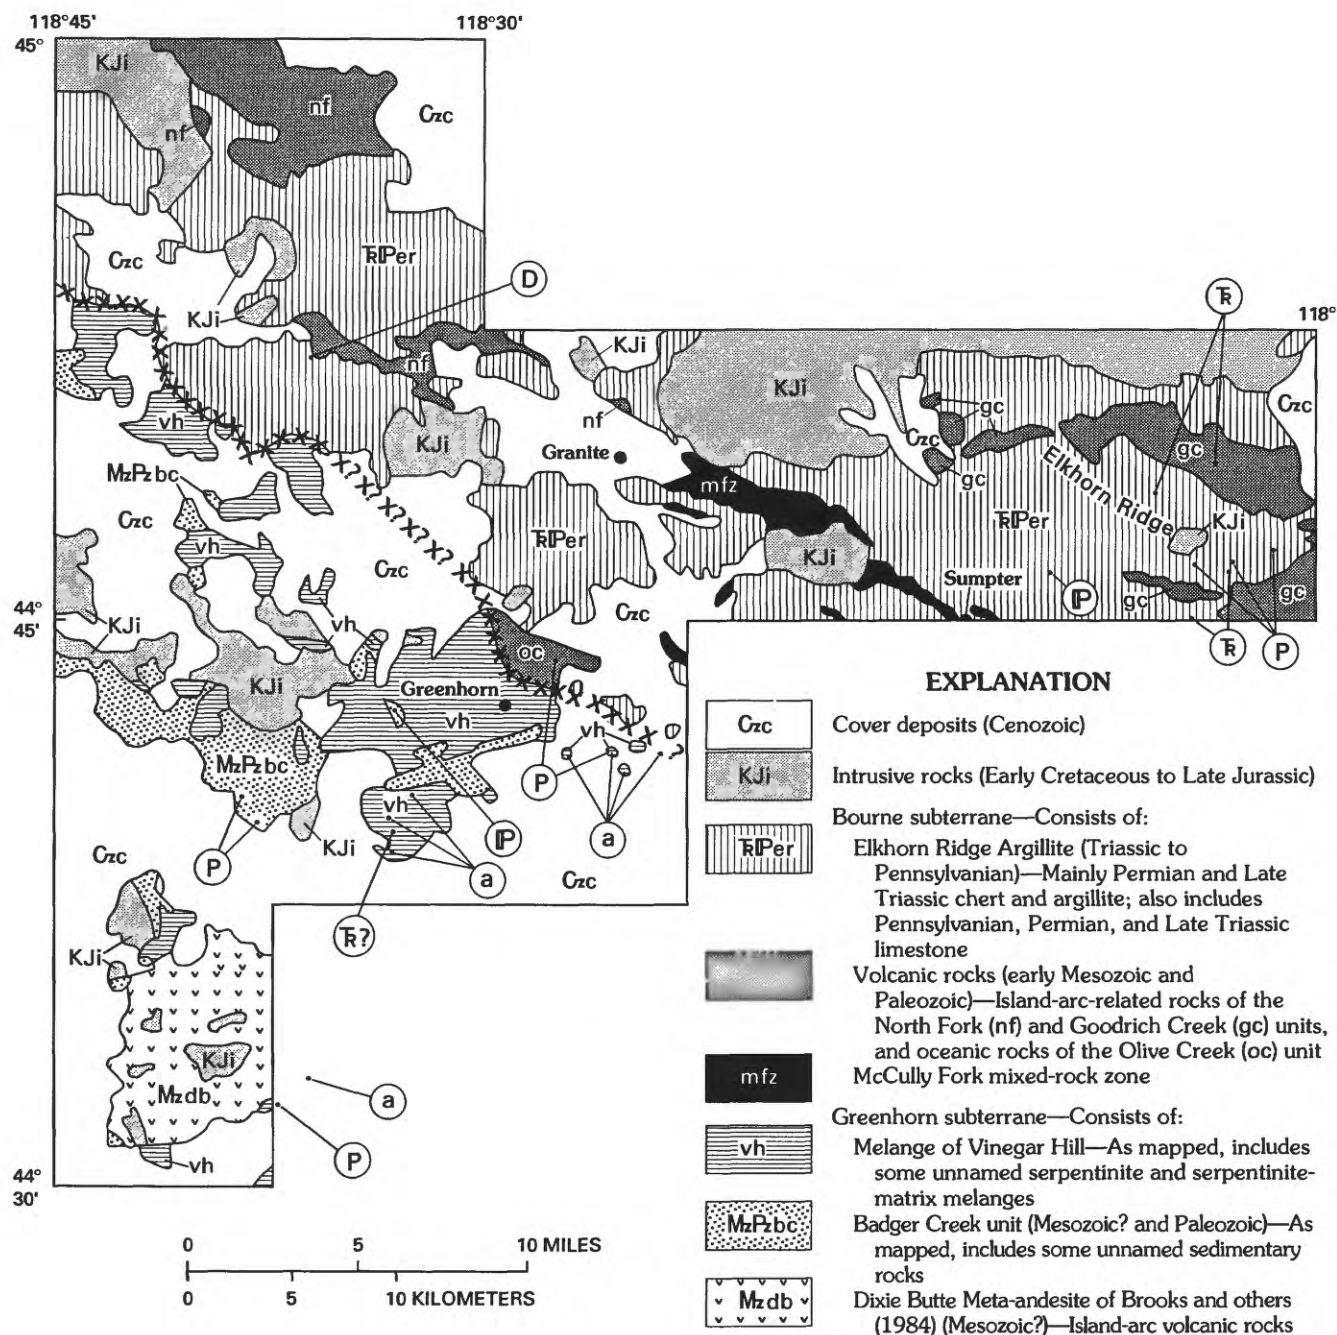 118°45'
118°30'
45°
KJi
nf
Czc
nf
Czc
TRIPer
D
KJi
118°
TR
KJi
nf
KJi
Czc
gc
vh
nf
KJi
Granite
Czc
gc
gc
Elkhorn Ridge
MzPzbc
mfz
gc
Czc
X? X? X? X?
TRIPer
TRIPer
KJi
vh
Czc
KJi
Sumpter
IP
gc
gc
44°
45'
KJi
vh
Czc
TR
P
oc
KJi
Greenhorn
vh
vh
?
MzPzbc
P
vh
KJi
IP
a
P
Czc
a
Czc
TR?
KJi
KJi
Mzdb
a
P
vh
44°
30'
0 5 10 MILES
0 5 10 KILOMETERS
EXPLANATION
Czc Cover deposits (Cenozoic)
KJi Intrusive rocks (Early Cretaceous to Late Jurassic)
Bourne subterrane—Consists of:
TRIPer Elkhorn Ridge Argillite (Triassic to
Pennsylvanian)—Mainly Permian and Late
Triassic chert and argillite; also includes
Pennsylvanian, Permian, and Late Triassic
limestone
Volcanic rocks (early Mesozoic and
Paleozoic)—Island-arc-related rocks of the
North Fork (nf) and Goodrich Creek (gc) units,
and oceanic rocks of the Olive Creek (oc) unit
mfz McCully Fork mixed-rock zone
Greenhorn subterrane—Consists of:
vh Melange of Vinegar Hill—As mapped, includes
some unnamed serpentinite and serpentinite-
matrix melanges
MzPzbc Badger Creek unit (Mesozoic? and Paleozoic)—As
mapped, includes some unnamed sedimentary
rocks
Mzdb Dixie Butte Meta-andesite of Brooks and others
(1984) (Mesozoic?)—Island-arc volcanic rocks